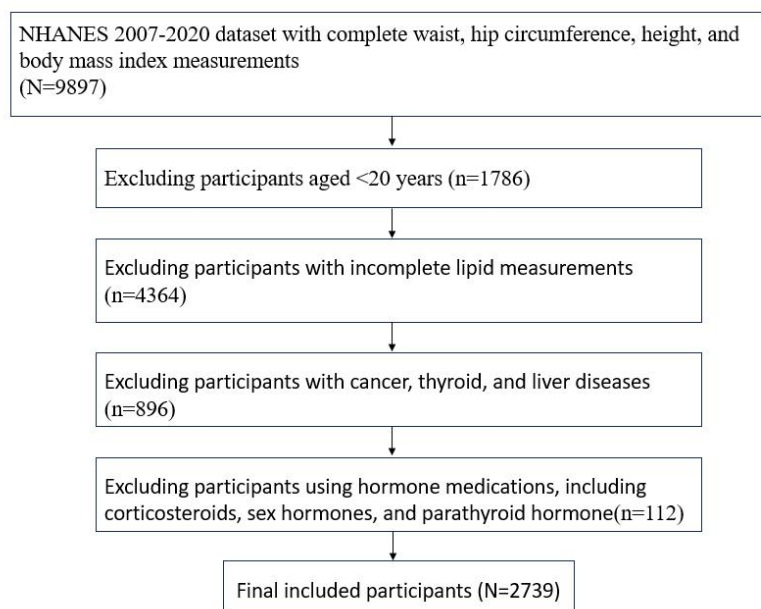 NHANES 2007-2020 dataset with complete waist, hip circumference, height, and
body mass index measurements
(N=9897)
Excluding participants aged <20 years (n=1786)
Excluding participants with incomplete lipid measurements
(n=4364)
Excluding participants with cancer, thyroid, and liver diseases
(n=896)
Excluding participants using hormone medications, including
corticosteroids, sex hormones, and parathyroid hormone(n=112)
Final included participants (N=2739)